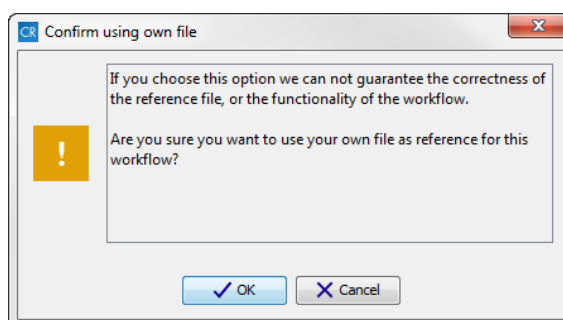 CR Confirm using own file
If you choose this option we can not guarantee the correctness of
the reference file, or the functionality of the workflow.
Are you sure you want to use your own file as reference for this
workflow?
!
OK
Cancel